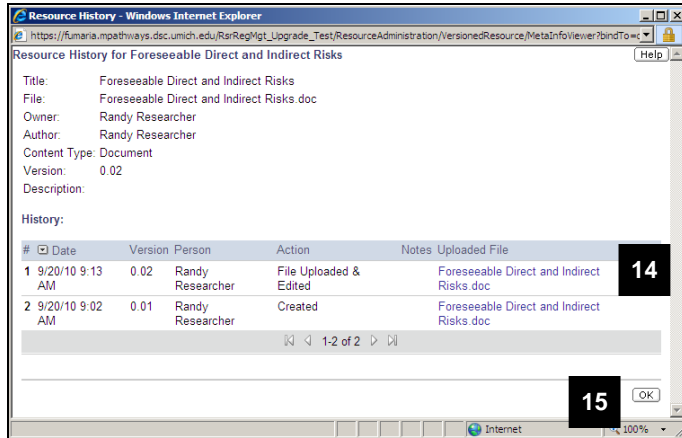 Resource History - Windows Internet Explorer
https://fumaria.mpathways.dsc.umich.edu/RsrRegMgt_Upgrade_Test/ResourceAdministration/VersionedResource/MetaInfoViewer?bindTo=c
Resource History for Foreseeable Direct and Indirect Risks Help
Title: Foreseeable Direct and Indirect Risks
File: Foreseeable Direct and Indirect Risks.doc
Owner: Randy Researcher
Author: Randy Researcher
Content Type: Document
Version: 0.02
Description:
History:
# Date Version Person Action Notes Uploaded File
1 9/20/10 9:13 0.02 Randy File Uploaded & Foreseeable Direct and Indirect
AM Researcher Edited Risks.doc
14
2 9/20/10 9:02 0.01 Randy Created Foreseeable Direct and Indirect
AM Researcher Risks.doc
1-2 of 2
15
OK
Internet 100%